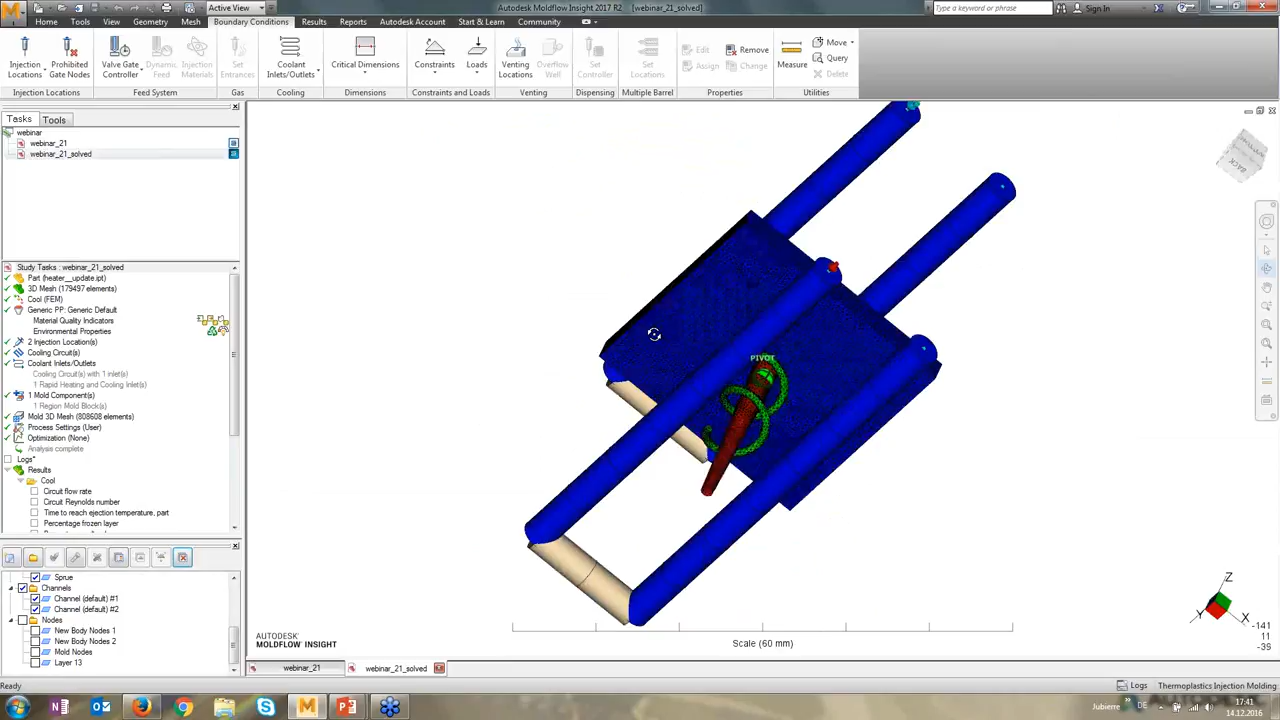 Autodesk Moldflow Insight 2017 R2 [webinar_21_solved]
Active View
Type a keyword or phrase
Sign In
Home Tools View Geometry Mesh Boundary Conditions Results Reports Autodesk Account Start & Learn Community
Injection Locations
Prohibited Gate Nodes
Valve Gate Controller
Dynamic Feed
Injection Materials
Set Entrances
Coolant Inlets/Outlets
Critical Dimensions
Constraints
Loads
Venting Locations
Overflow Well
Set Controller
Set Locations
Edit
Remove
Assign
Change
Measure
Move
Query
Delete
Injection Locations Feed System Gas Cooling Dimensions Constraints and Loads Venting Dispensing Multiple Barrel Properties Utilities
Tasks Tools
webinar
webinar_21
webinar_21_solved
Study Tasks : webinar_21_solved
Part (heater__update.ipt)
3D Mesh (179497 elements)
Cool (FEM)
Generic PP: Generic Default
Material Quality Indicators
Environmental Properties
2 Injection Location(s)
Cooling Circuit(s)
Coolant Inlets/Outlets
Cooling Circuit(s) with 1 inlet(s)
1 Rapid Heating and Cooling Inlet(s)
1 Mold Component(s)
1 Region Mold Block(s)
Mold 3D Mesh (808608 elements)
Process Settings (User)
Optimization (None)
Analysis complete
Logs*
Results
Cool
Circuit flow rate
Circuit Reynolds number
Time to reach ejection temperature, part
Percentage frozen layer
Sprue
Channels
Channel (default) #1
Channel (default) #2
Nodes
New Body Nodes 1
New Body Nodes 2
Mold Nodes
Layer 13
PIVOT
BACK
AUTODESK
MOLDFLOW INSIGHT
Scale (60 mm)
Z
Y
X
-141
11
-39
webinar_21
webinar_21_solved
Ready
Logs
Thermoplastics Injection Molding
Jubierre
DE
17:41
14.12.2016